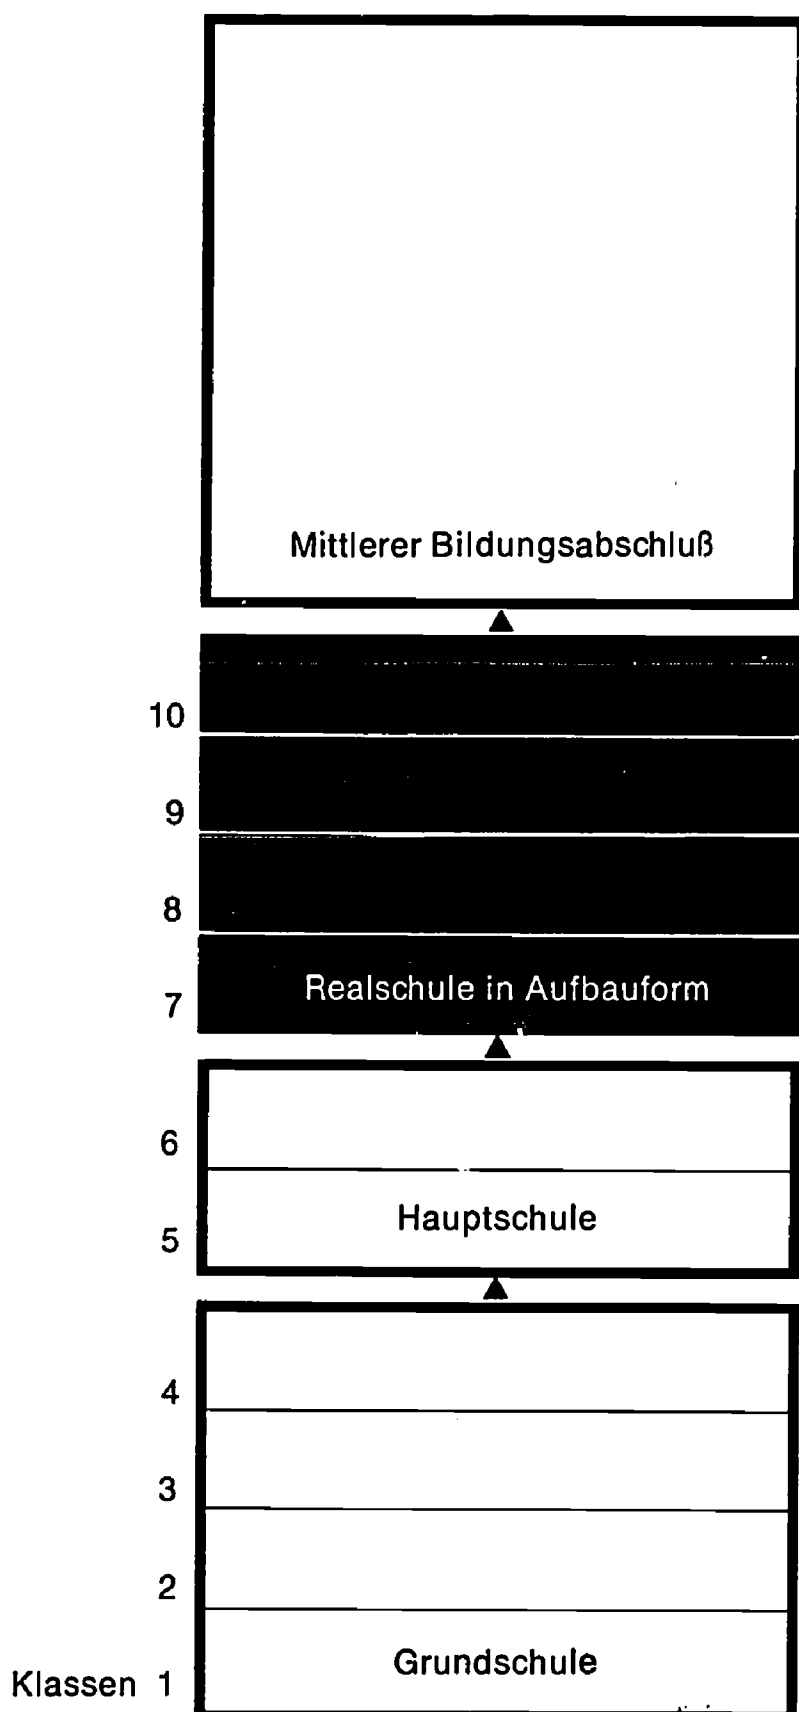 Mittlerer Bildungsabschluß
10
9
8
7 Realschule in Aufbauform
6
5 Hauptschule
4
3
2
Klassen 1 Grundschule